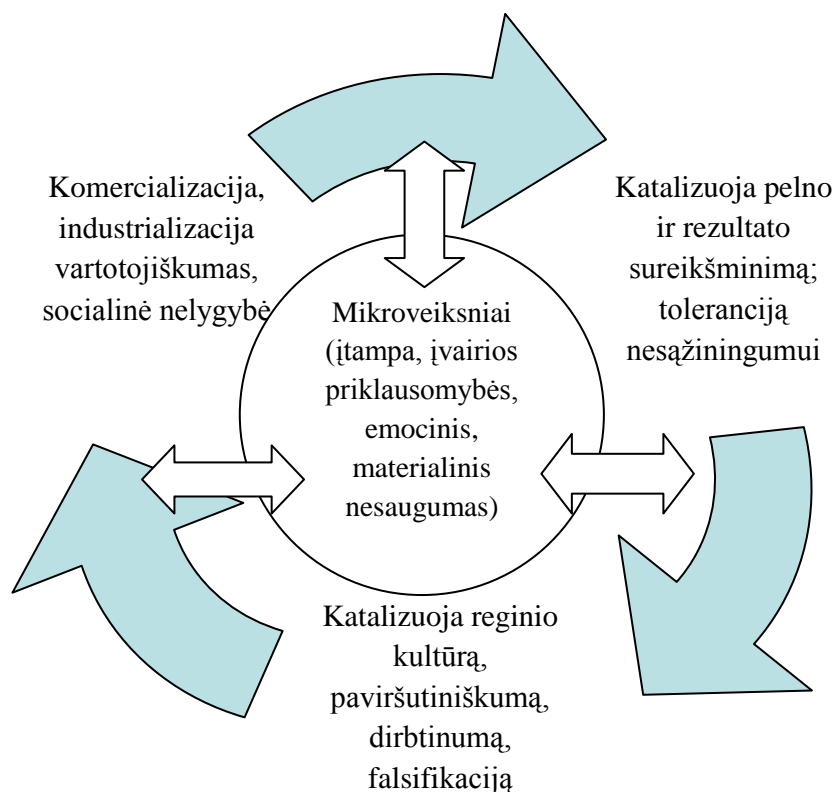 Komercializacija,
industrializacija
vartotojiškumas,
socialinė nelygybė
Katalizuoja pelno
ir rezultato
sureikšminimą;
toleranciją
nesąžiningumui
Mikroveiksniai
(įtampa, įvairios
priklausomybės,
emocinis,
materialinis
nesaugumas)
Katalizuoja reginio
kultūrą,
paviršutiniškumą,
dirbtinumą,
falsifikaciją